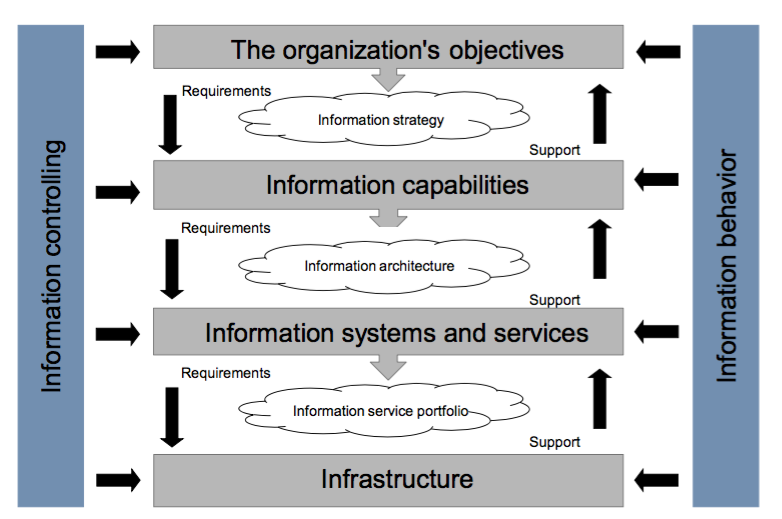 The organization's objectives
Requirements
Information strategy
Support
Information capabilities
Requirements
Information architecture
Support
Information systems and services
Requirements
Information service portfolio
Support
Infrastructure
Information controlling
Information behavior